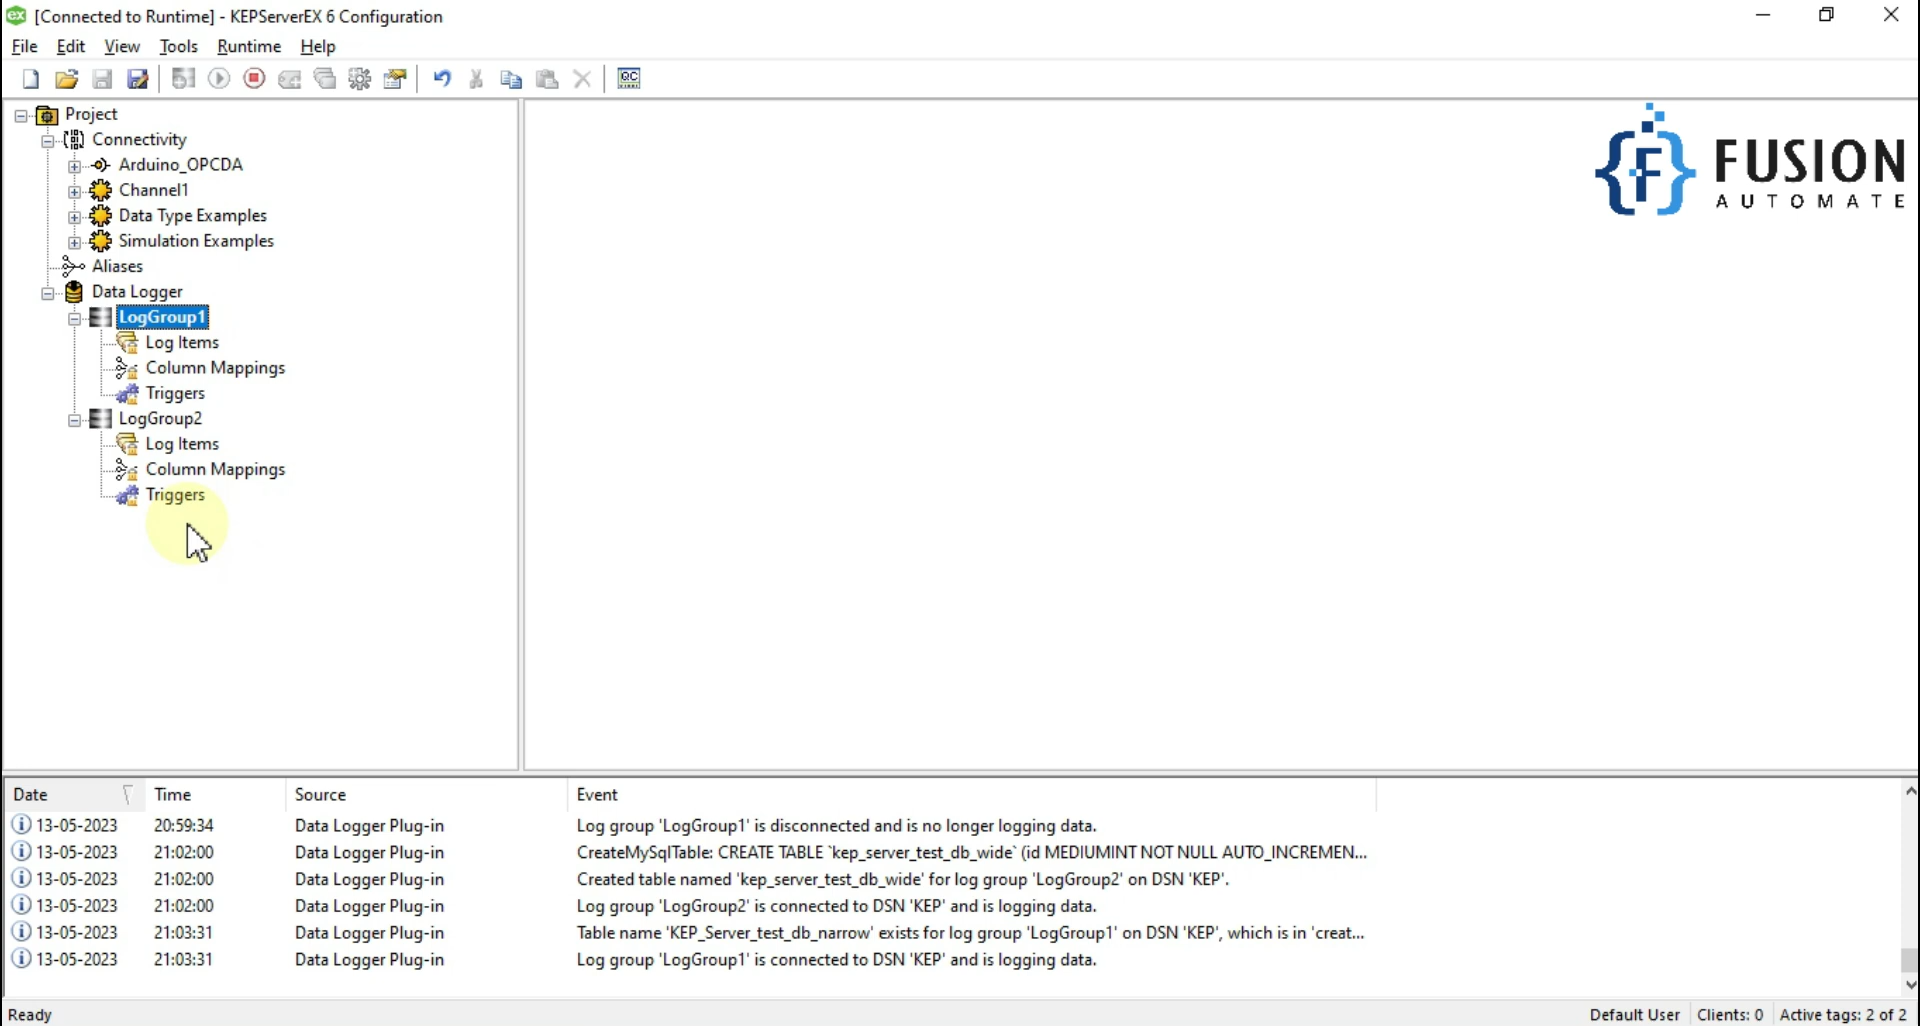 [Connected to Runtime] - KEPServerEX 6 Configuration
File Edit View Tools Runtime Help
QC
Project
Connectivity
Arduino_OPCDA
Channel1
Data Type Examples
Simulation Examples
Aliases
Data Logger
LogGroup1
Log Items
Column Mappings
Triggers
LogGroup2
Log Items
Column Mappings
Triggers
FUSION
AUTOMATE
Date Time Source Event
13-05-2023 20:59:34 Data Logger Plug-in Log group 'LogGroup1' is disconnected and is no longer logging data.
13-05-2023 21:02:00 Data Logger Plug-in CreateMySqlTable: CREATE TABLE `kep_server_test_db_wide` (id MEDIUMINT NOT NULL AUTO_INCREMEN...
13-05-2023 21:02:00 Data Logger Plug-in Created table named 'kep_server_test_db_wide' for log group 'LogGroup2' on DSN 'KEP'.
13-05-2023 21:02:00 Data Logger Plug-in Log group 'LogGroup2' is connected to DSN 'KEP' and is logging data.
13-05-2023 21:03:31 Data Logger Plug-in Table name 'KEP_Server_test_db_narrow' exists for log group 'LogGroup1' on DSN 'KEP', which is in 'creat...
13-05-2023 21:03:31 Data Logger Plug-in Log group 'LogGroup1' is connected to DSN 'KEP' and is logging data.
Ready Default User Clients: 0 Active tags: 2 of 2